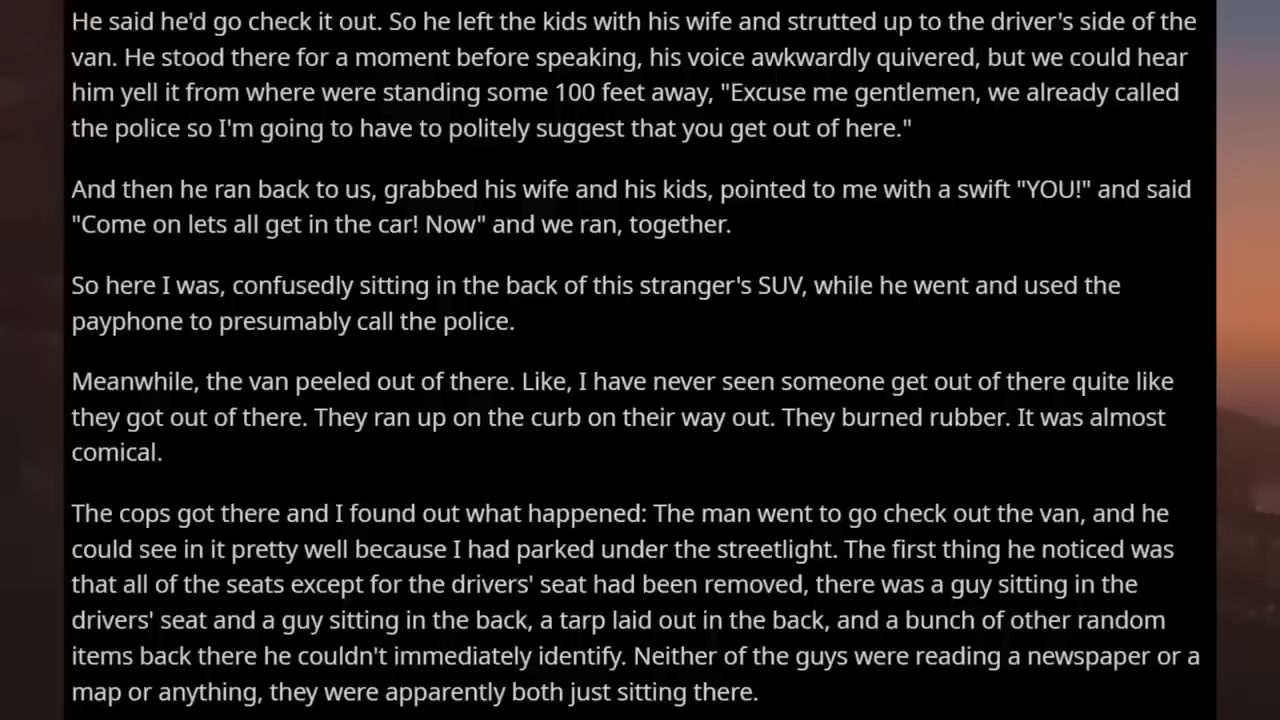 He said he'd go check it out. So he left the kids with his wife and strutted up to the driver's side of the
van. He stood there for a moment before speaking, his voice awkwardly quivered, but we could hear
him yell it from where were standing some 100 feet away, "Excuse me gentlemen, we already called
the police so I'm going to have to politely suggest that you get out of here."
And then he ran back to us, grabbed his wife and his kids, pointed to me with a swift "YOU!" and said
"Come on lets all get in the car! Now" and we ran, together.
So here I was, confusedly sitting in the back of this stranger's SUV, while he went and used the
payphone to presumably call the police.
Meanwhile, the van peeled out of there. Like, I have never seen someone get out of there quite like
they got out of there. They ran up on the curb on their way out. They burned rubber. It was almost
comical.
The cops got there and I found out what happened: The man went to go check out the van, and he
could see in it pretty well because I had parked under the streetlight. The first thing he noticed was
that all of the seats except for the drivers' seat had been removed, there was a guy sitting in the
drivers' seat and a guy sitting in the back, a tarp laid out in the back, and a bunch of other random
items back there he couldn't immediately identify. Neither of the guys were reading a newspaper or a
map or anything, they were apparently both just sitting there.